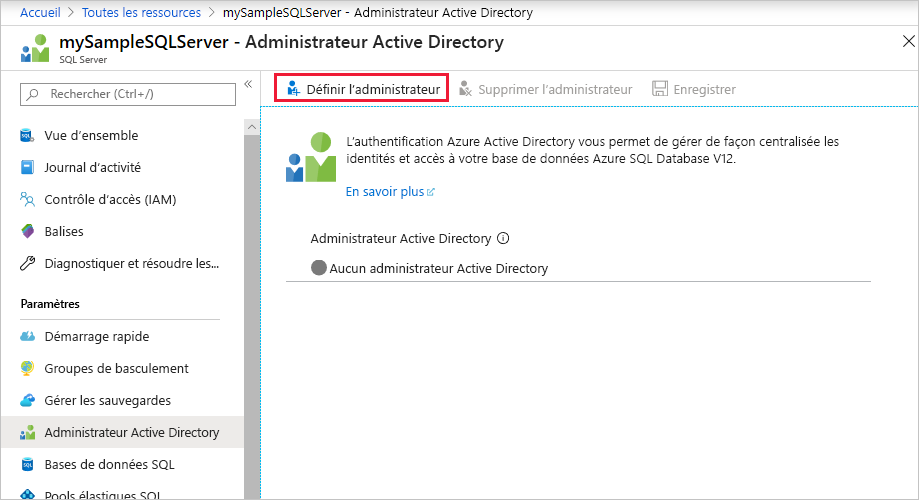 Accueil > Toutes les ressources > mySampleSQLServer - Administrateur Active Directory
mySampleSQLServer - Administrateur Active Directory
SQL Server
Rechercher (Ctrl+/)
Vue d'ensemble
Journal d'activité
Contrôle d'accès (IAM)
Balises
Diagnostiquer et résoudre les...
Paramètres
Démarrage rapide
Groupes de basculement
Gérer les sauvegardes
Administrateur Active Directory
Bases de données SQL
Pools élastiques SQL
Définir l'administrateur
Supprimer l'administrateur
Enregistrer
L'authentification Azure Active Directory vous permet de gérer de façon centralisée les
identités et accès à votre base de données Azure SQL Database V12.
En savoir plus
Administrateur Active Directory
Aucun administrateur Active Directory